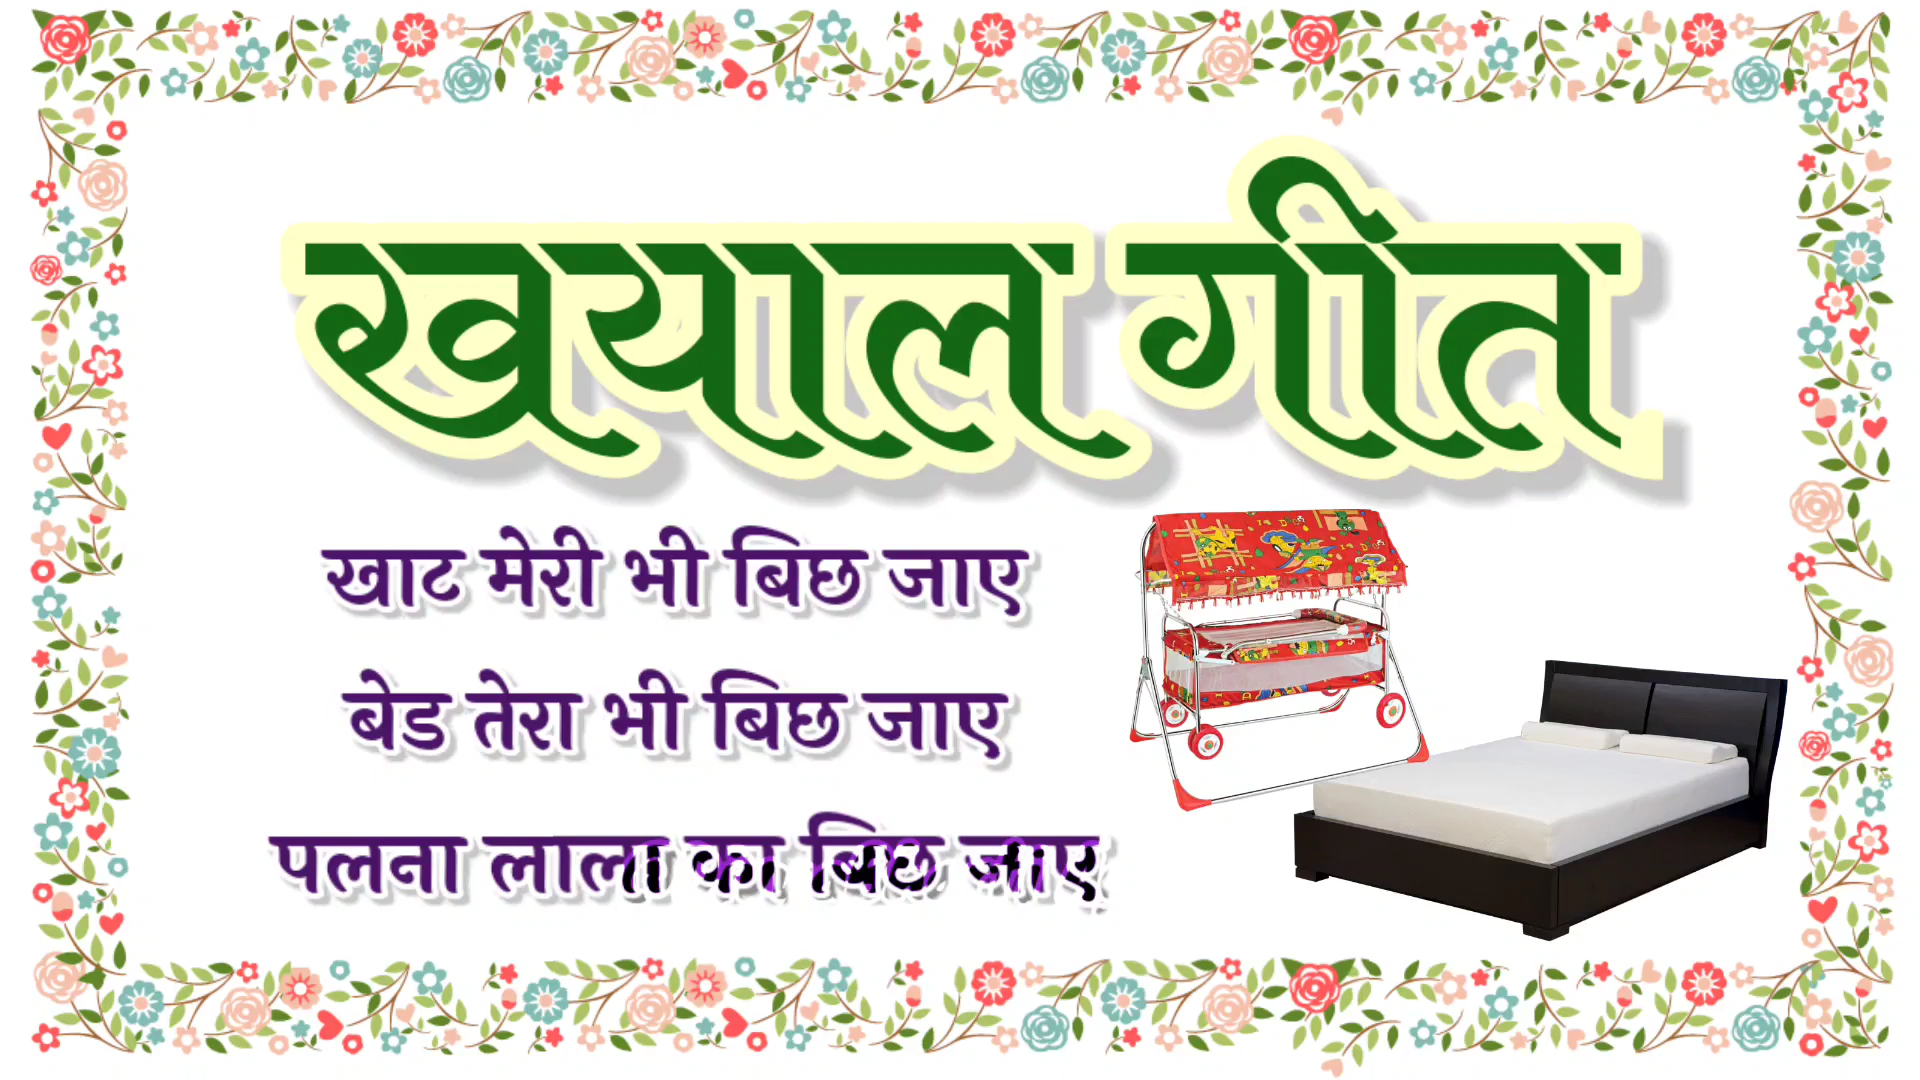 खयाल गीत
खाट मेरी भी बिछ जाए
बेड तेरा भी बिछ जाए
पलना लाला का बिछ जाए